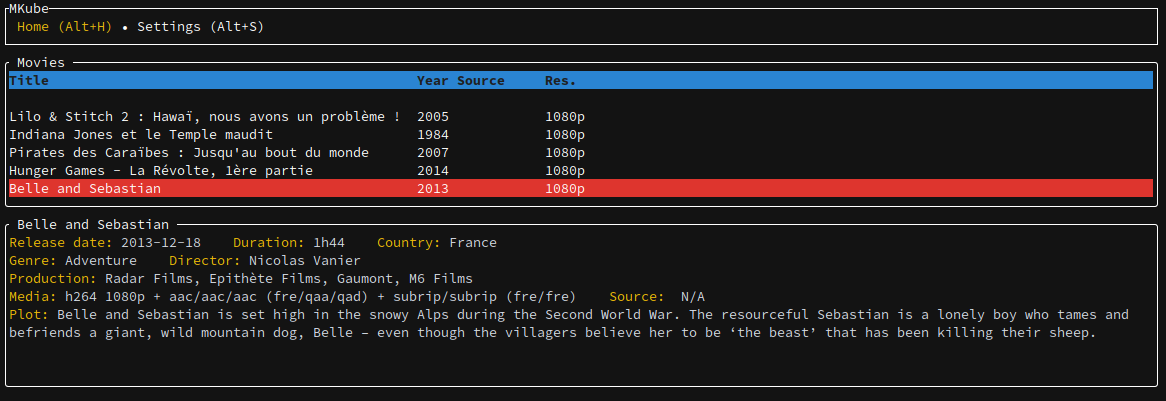 MKube
Home (Alt+H) • Settings (Alt+S)
Movies
Title Year Source Res.
Lilo & Stitch 2 : Hawaï, nous avons un problème ! 2005 1080p
Indiana Jones et le Temple maudit 1984 1080p
Pirates des Caraïbes : Jusqu'au bout du monde 2007 1080p
Hunger Games - La Révolte, 1ère partie 2014 1080p
Belle and Sebastian 2013 1080p
Belle and Sebastian
Release date: 2013-12-18 Duration: 1h44 Country: France
Genre: Adventure Director: Nicolas Vanier
Production: Radar Films, Epithète Films, Gaumont, M6 Films
Media: h264 1080p + aac/aac/aac (fre/qaa/qad) + subrip/subrip (fre/fre) Source: N/A
Plot: Belle and Sebastian is set high in the snowy Alps during the Second World War. The resourceful Sebastian is a lonely boy who tames and
befriends a giant, wild mountain dog, Belle – even though the villagers believe her to be ‘the beast’ that has been killing their sheep.